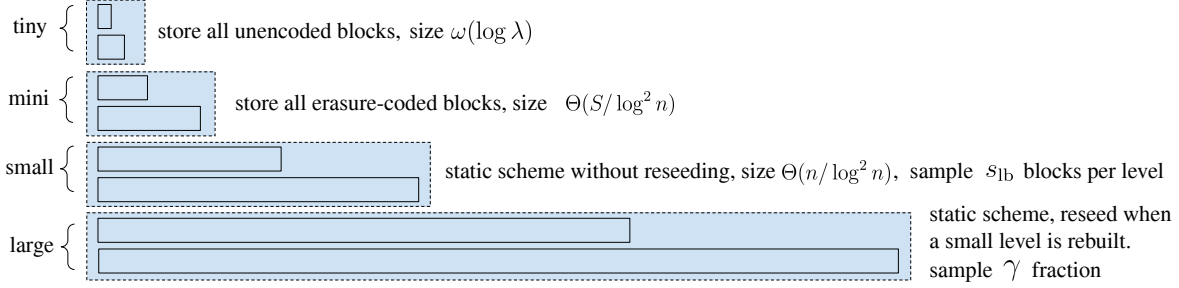 tiny store all unencoded blocks, size ω(log λ)
mini store all erasure-coded blocks, size Θ(S/ log² n)
small static scheme without reseeding, size Θ(n/ log² n), sample s_lb blocks per level
large static scheme, reseed when
a small level is rebuilt.
sample γ fraction